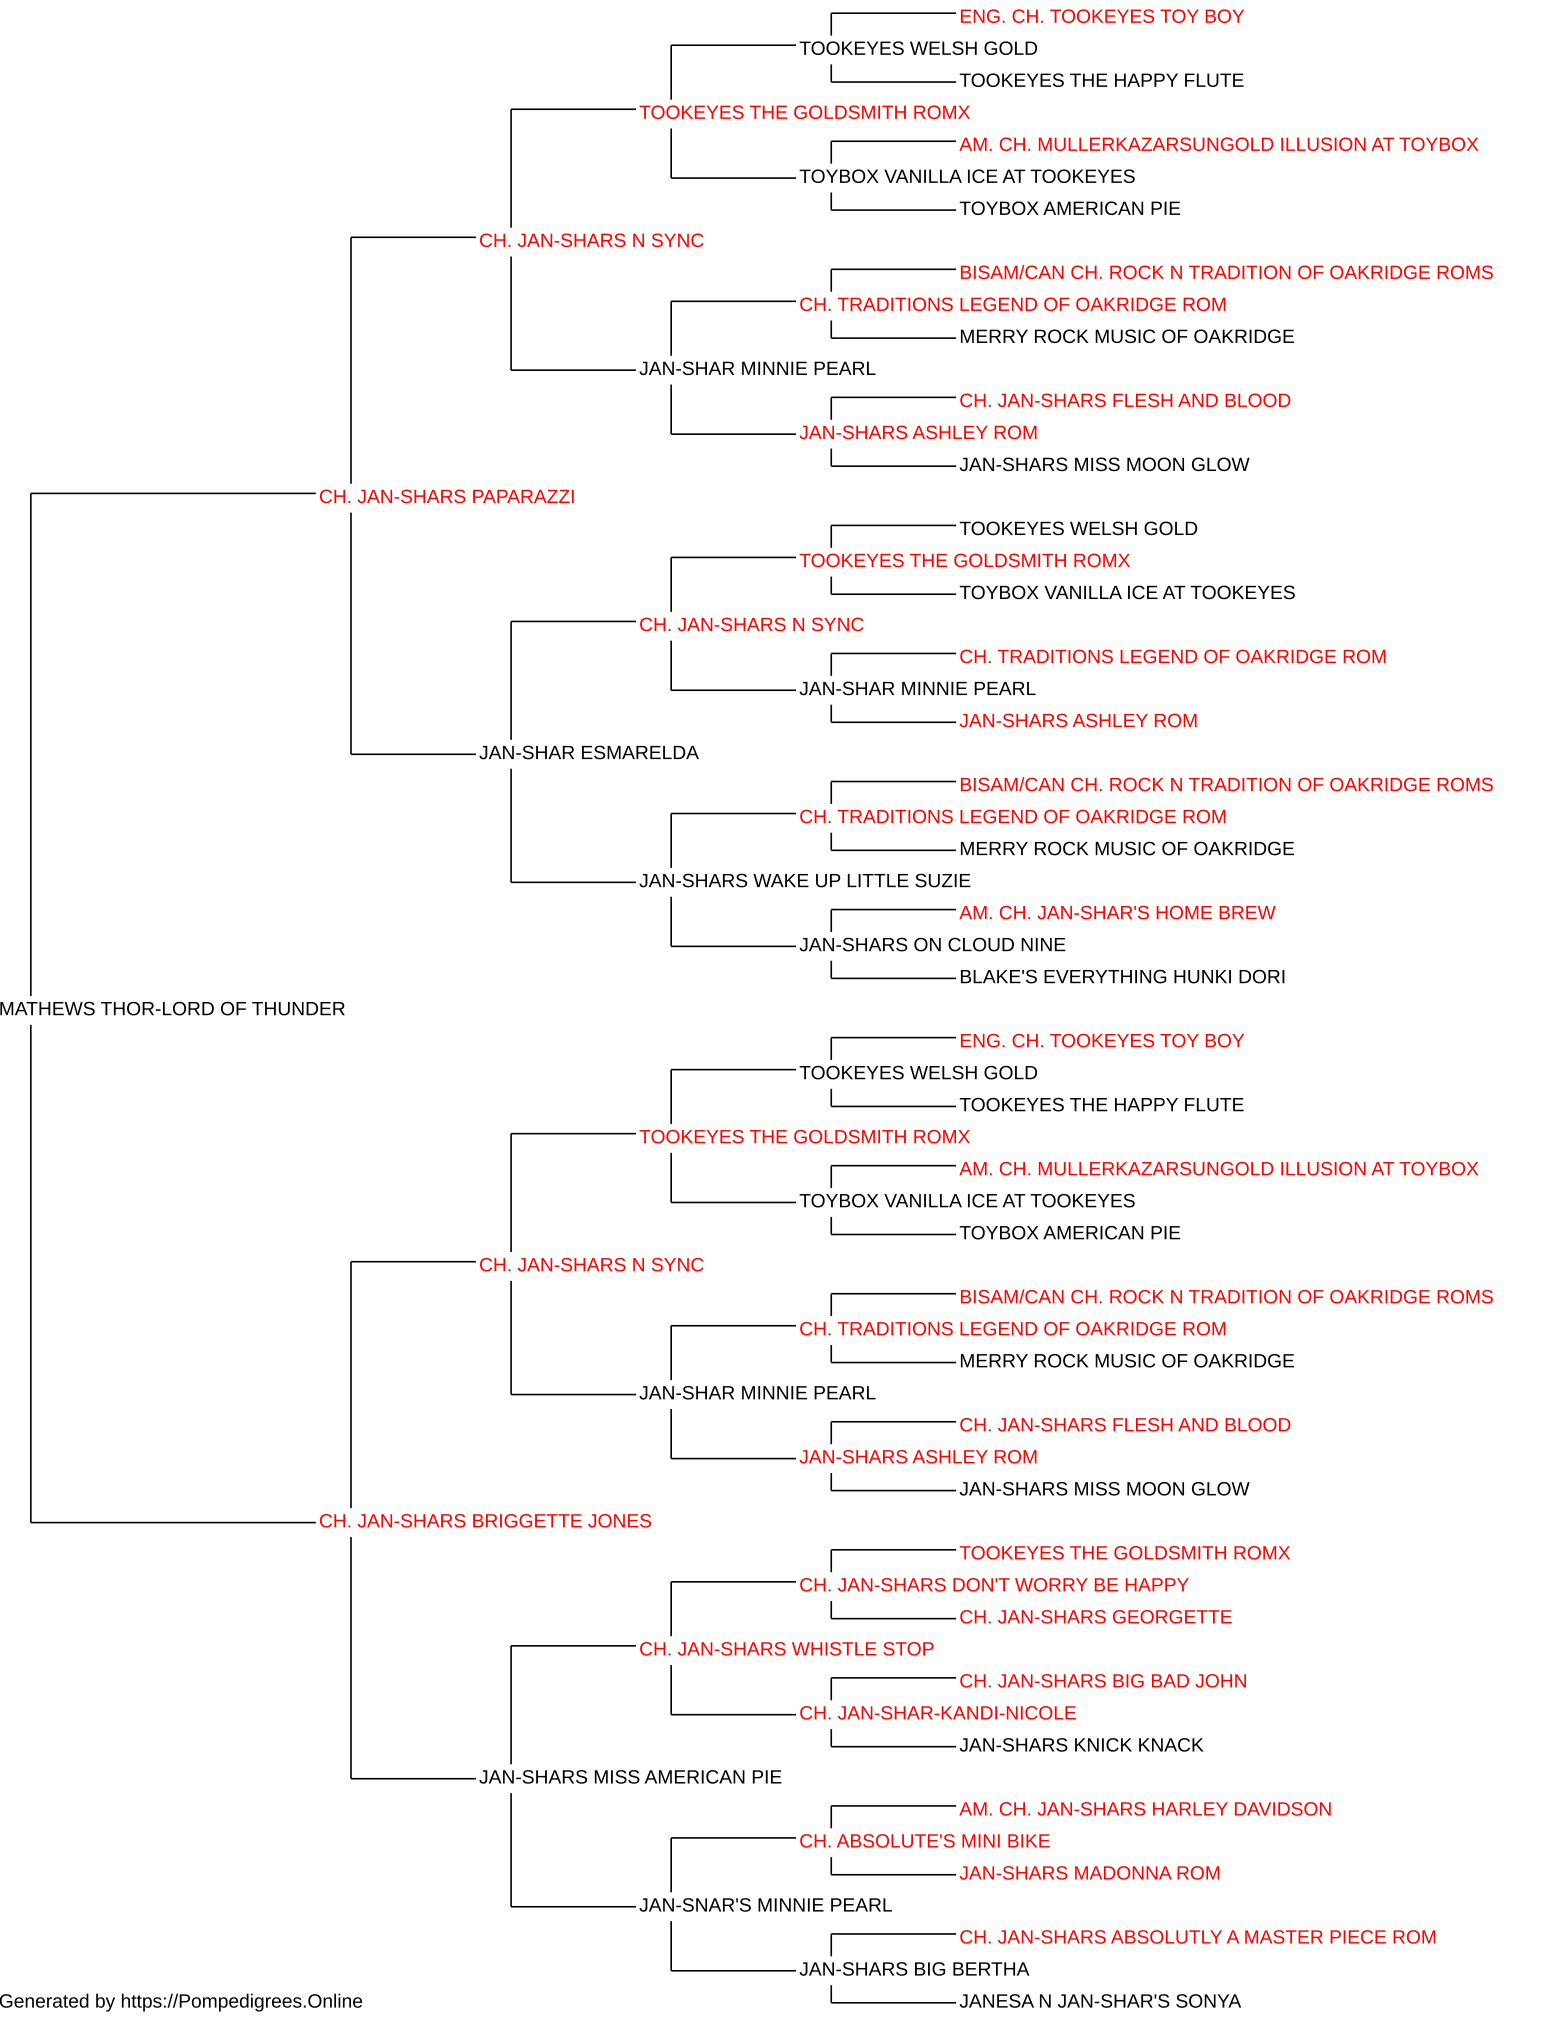 ENG. CH. TOOKEYES TOY BOY
TOOKEYES WELSH GOLD
TOOKEYES THE HAPPY FLUTE
TOOKEYES THE GOLDSMITH ROMX
AM. CH. MULLERKAZARSUNGOLD ILLUSION AT TOYBOX
TOYBOX VANILLA ICE AT TOOKEYES
TOYBOX AMERICAN PIE
CH. JAN-SHARS N SYNC
BISAM/CAN CH. ROCK N TRADITION OF OAKRIDGE ROMS
CH. TRADITIONS LEGEND OF OAKRIDGE ROM
MERRY ROCK MUSIC OF OAKRIDGE
JAN-SHAR MINNIE PEARL
CH. JAN-SHARS FLESH AND BLOOD
JAN-SHARS ASHLEY ROM
JAN-SHARS MISS MOON GLOW
CH. JAN-SHARS PAPARAZZI
TOOKEYES WELSH GOLD
TOOKEYES THE GOLDSMITH ROMX
TOYBOX VANILLA ICE AT TOOKEYES
CH. JAN-SHARS N SYNC
CH. TRADITIONS LEGEND OF OAKRIDGE ROM
JAN-SHAR MINNIE PEARL
JAN-SHARS ASHLEY ROM
JAN-SHAR ESMARELDA
BISAM/CAN CH. ROCK N TRADITION OF OAKRIDGE ROMS
CH. TRADITIONS LEGEND OF OAKRIDGE ROM
MERRY ROCK MUSIC OF OAKRIDGE
JAN-SHARS WAKE UP LITTLE SUZIE
AM. CH. JAN-SHAR'S HOME BREW
JAN-SHARS ON CLOUD NINE
BLAKE'S EVERYTHING HUNKI DORI
MATHEWS THOR-LORD OF THUNDER
ENG. CH. TOOKEYES TOY BOY
TOOKEYES WELSH GOLD
TOOKEYES THE HAPPY FLUTE
TOOKEYES THE GOLDSMITH ROMX
AM. CH. MULLERKAZARSUNGOLD ILLUSION AT TOYBOX
TOYBOX VANILLA ICE AT TOOKEYES
TOYBOX AMERICAN PIE
CH. JAN-SHARS N SYNC
BISAM/CAN CH. ROCK N TRADITION OF OAKRIDGE ROMS
CH. TRADITIONS LEGEND OF OAKRIDGE ROM
MERRY ROCK MUSIC OF OAKRIDGE
JAN-SHAR MINNIE PEARL
CH. JAN-SHARS FLESH AND BLOOD
JAN-SHARS ASHLEY ROM
JAN-SHARS MISS MOON GLOW
CH. JAN-SHARS BRIGGETTE JONES
TOOKEYES THE GOLDSMITH ROMX
CH. JAN-SHARS DON'T WORRY BE HAPPY
CH. JAN-SHARS GEORGETTE
CH. JAN-SHARS WHISTLE STOP
CH. JAN-SHARS BIG BAD JOHN
CH. JAN-SHAR-KANDI-NICOLE
JAN-SHARS KNICK KNACK
JAN-SHARS MISS AMERICAN PIE
AM. CH. JAN-SHARS HARLEY DAVIDSON
CH. ABSOLUTE'S MINI BIKE
JAN-SHARS MADONNA ROM
JAN-SNAR'S MINNIE PEARL
CH. JAN-SHARS ABSOLUTLY A MASTER PIECE ROM
JAN-SHARS BIG BERTHA
JANESA N JAN-SHAR'S SONYA
Generated by https://Pompedigrees.Online